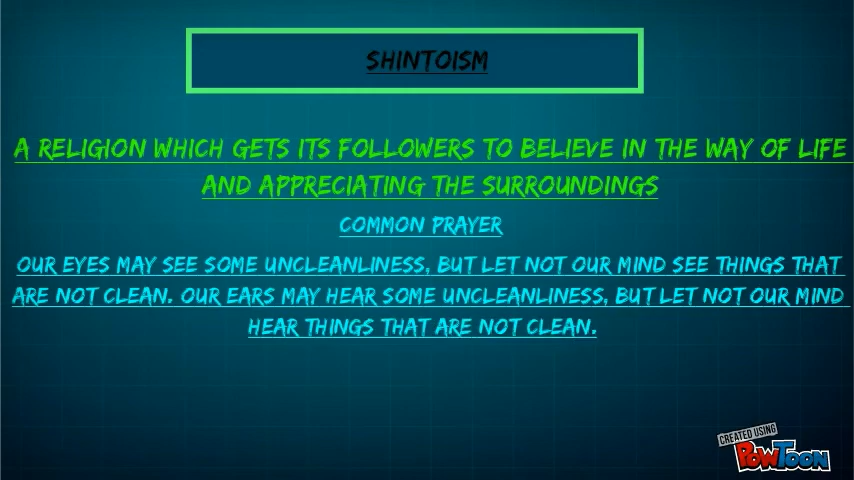 SHINTOISM
A RELIGION WHICH GETS ITS FOLLOWERS TO BELIEVE IN THE WAY OF LIFE
AND APPRECIATING THE SURROUNDINGS
COMMON PRAYER
OUR EYES MAY SEE SOME UNCLEANLINESS, BUT LET NOT OUR MIND SEE THINGS THAT
ARE NOT CLEAN. OUR EARS MAY HEAR SOME UNCLEANLINESS, BUT LET NOT OUR MIND
HEAR THINGS THAT ARE NOT CLEAN.
CREATED USING
POWTOON